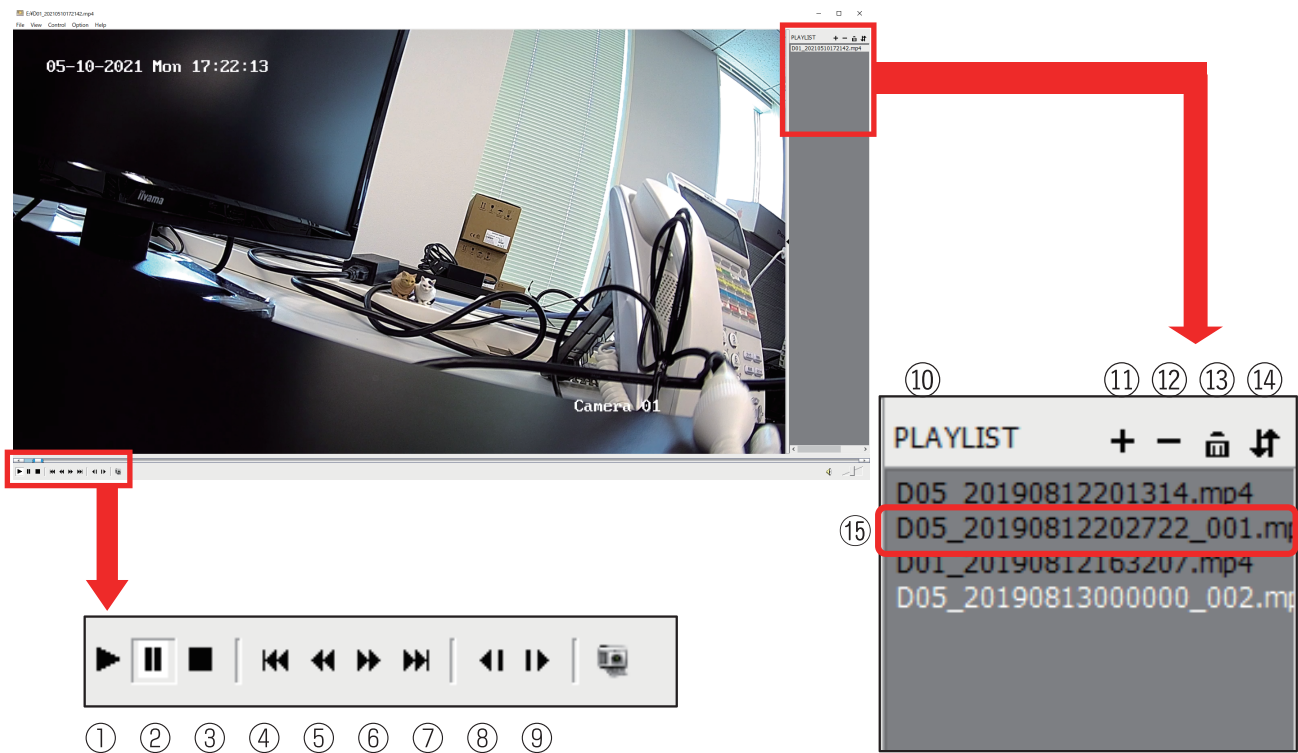 E:¥D01_20210510172142.mp4
File View Control Option Help
05-10-2021 Mon 17:22:13
iiyama
Camera 01
PLAYLIST
D01_20210510172142.mp4
① ② ③ ④ ⑤ ⑥ ⑦ ⑧ ⑨
⑩ ⑪ ⑫ ⑬ ⑭
PLAYLIST + −
D05_20190812201314.mp4
⑮ D05_20190812202722_001.mp
D01_20190812163207.mp4
D05_20190813000000_002.mp